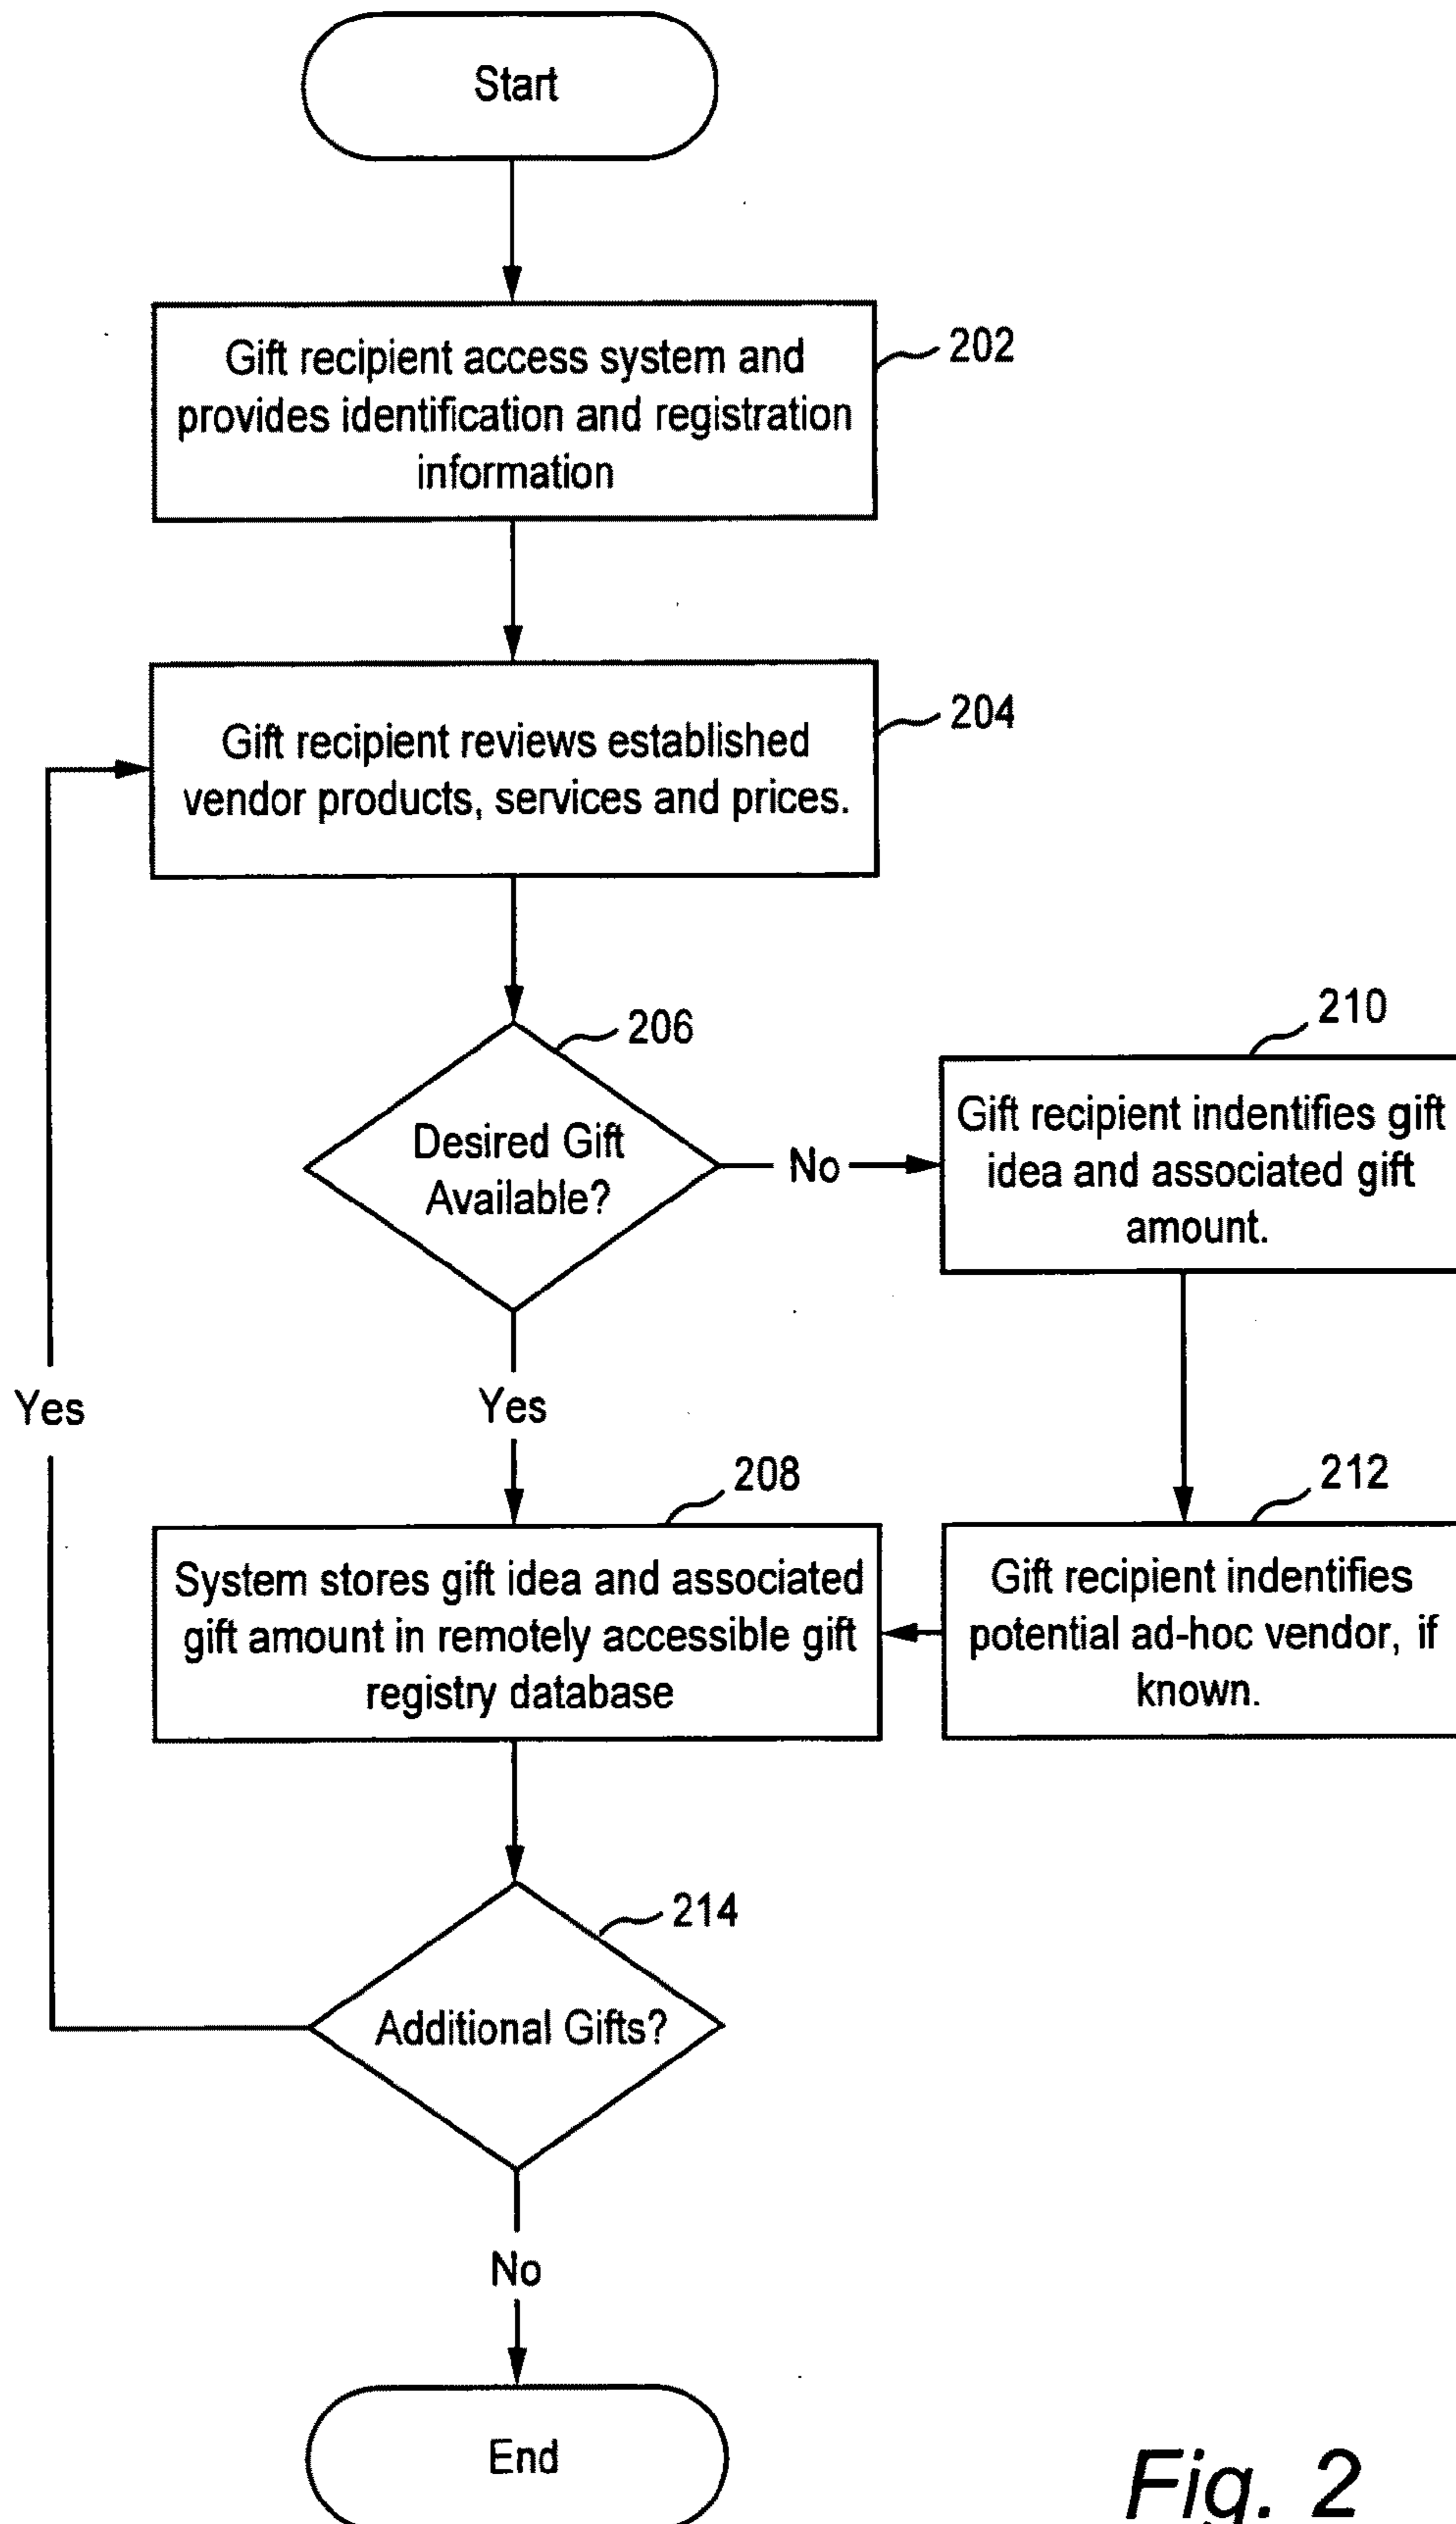 Start
Gift recipient access system and
provides identification and registration
information
202
Gift recipient reviews established
vendor products, services and prices.
204
206
Desired Gift
Available?
No
210
Gift recipient indentifies gift
idea and associated gift
amount.
Yes
Yes
208
System stores gift idea and associated
gift amount in remotely accessible gift
registry database
212
Gift recipient indentifies
potential ad-hoc vendor, if
known.
214
Additional Gifts?
No
End
Fig. 2